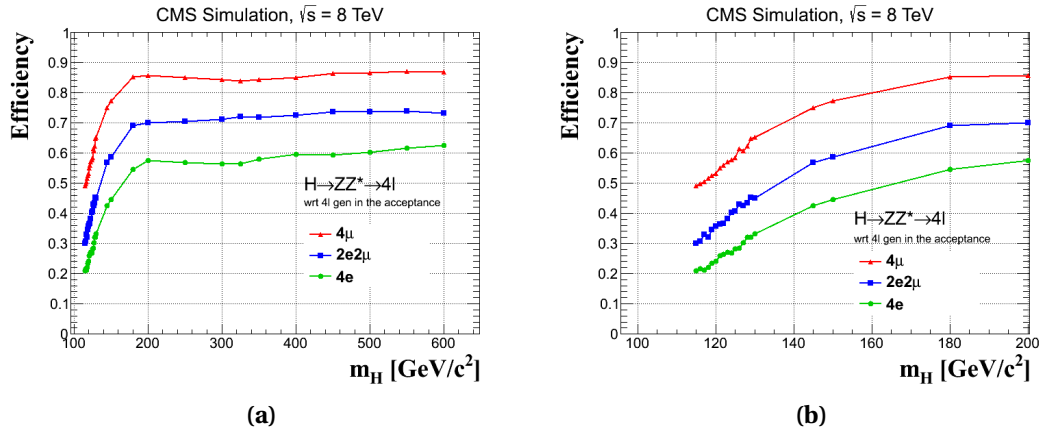 CMS Simulation, √s = 8 TeV
Efficiency
1
0.9
0.8
0.7
0.6
0.5
0.4
0.3
0.2
0.1
0
H→ZZ*→4l
wrt 4l gen in the acceptance
4μ
2e2μ
4e
100 200 300 400 500 600
m_H [GeV/c²]
(a)
CMS Simulation, √s = 8 TeV
Efficiency
1
0.9
0.8
0.7
0.6
0.5
0.4
0.3
0.2
0.1
0
H→ZZ*→4l
wrt 4l gen in the acceptance
4μ
2e2μ
4e
120 140 160 180 200
m_H [GeV/c²]
(b)